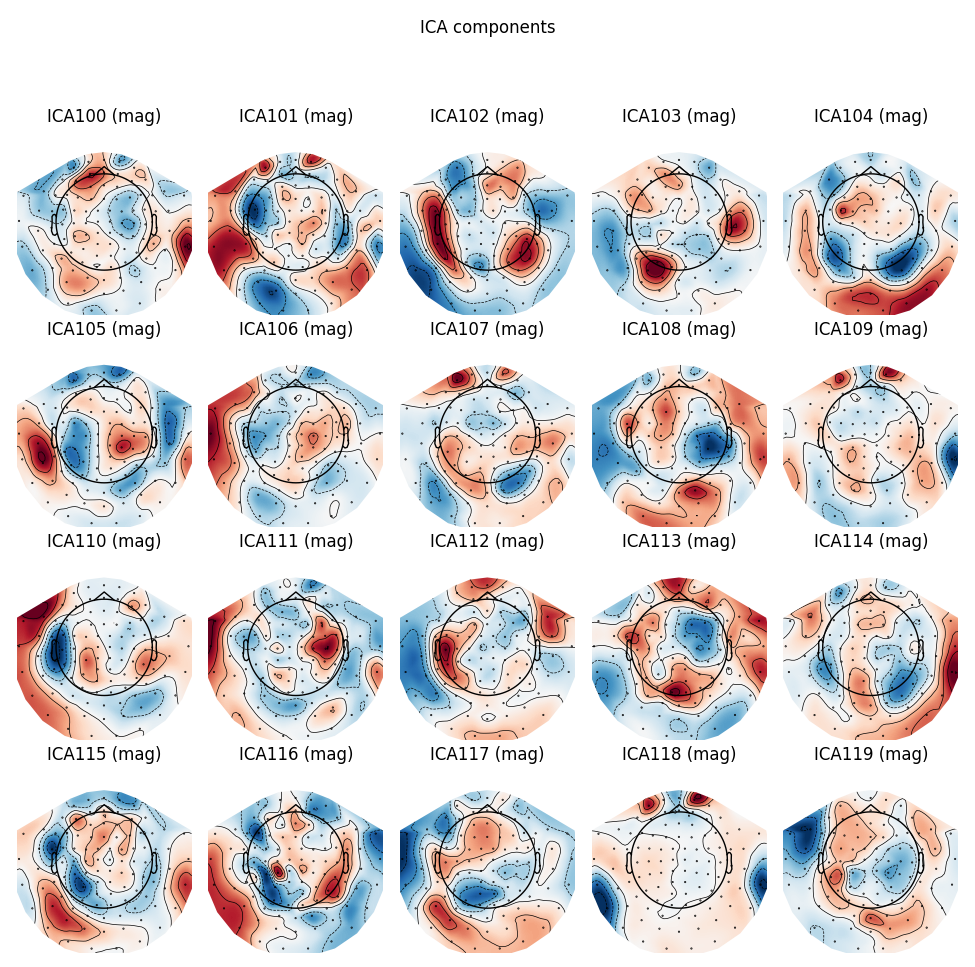 ICA components
ICA100 (mag) ICA101 (mag) ICA102 (mag) ICA103 (mag) ICA104 (mag)
ICA105 (mag) ICA106 (mag) ICA107 (mag) ICA108 (mag) ICA109 (mag)
ICA110 (mag) ICA111 (mag) ICA112 (mag) ICA113 (mag) ICA114 (mag)
ICA115 (mag) ICA116 (mag) ICA117 (mag) ICA118 (mag) ICA119 (mag)